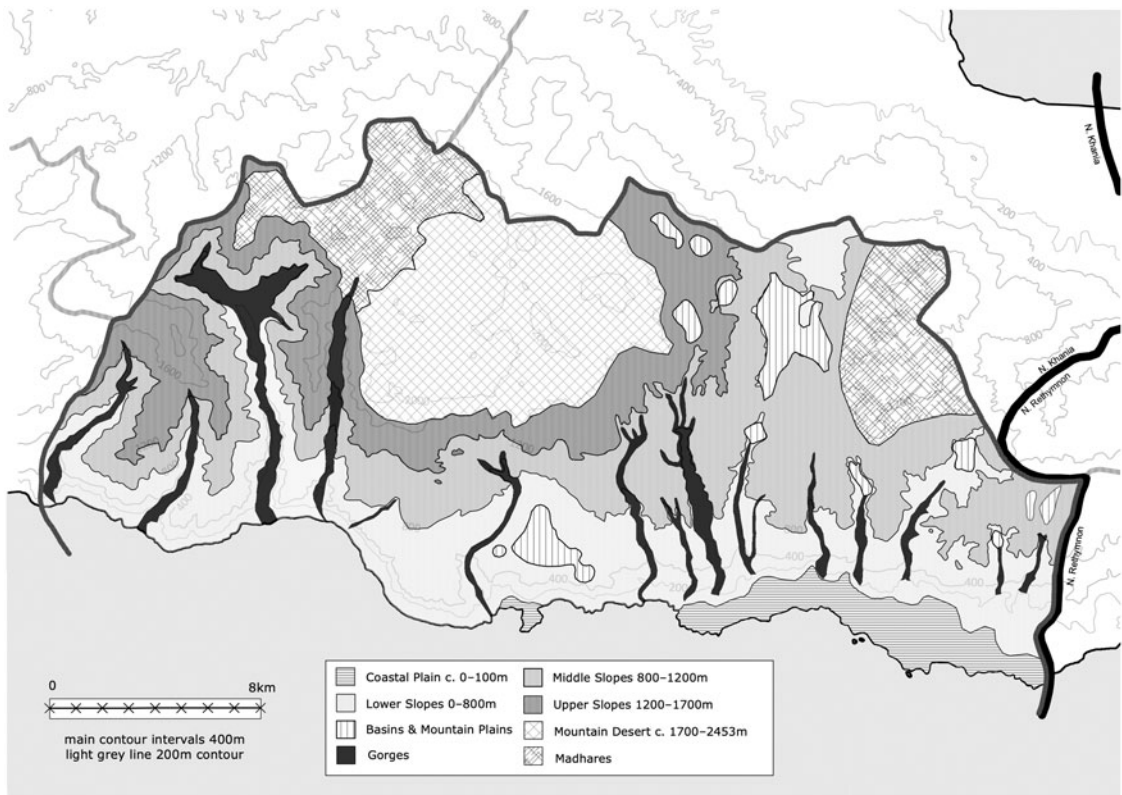 800
400
1200
N. Khania
1600
200
400
800
1600
N. Khania
N. Rethymnon
N. Rethymnon
400
400
200
400
0 8km
main contour intervals 400m
light grey line 200m contour
Coastal Plain c. 0–100m
Lower Slopes 0–800m
Basins & Mountain Plains
Gorges
Middle Slopes 800–1200m
Upper Slopes 1200–1700m
Mountain Desert c. 1700–2453m
Madhares